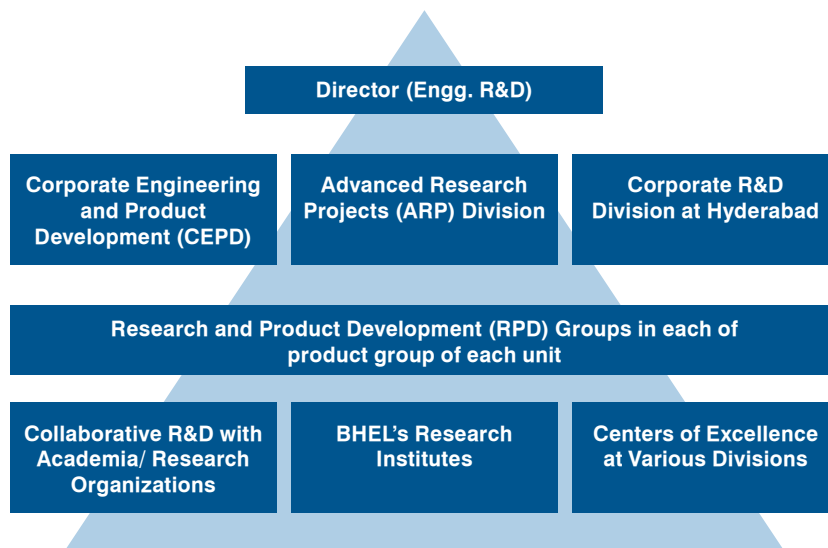 Director (Engg. R&D)
Corporate Engineering
and Product
Development (CEPD)
Advanced Research
Projects (ARP) Division
Corporate R&D
Division at Hyderabad
Research and Product Development (RPD) Groups in each of
product group of each unit
Collaborative R&D with
Academia/ Research
Organizations
BHEL’s Research
Institutes
Centers of Excellence
at Various Divisions